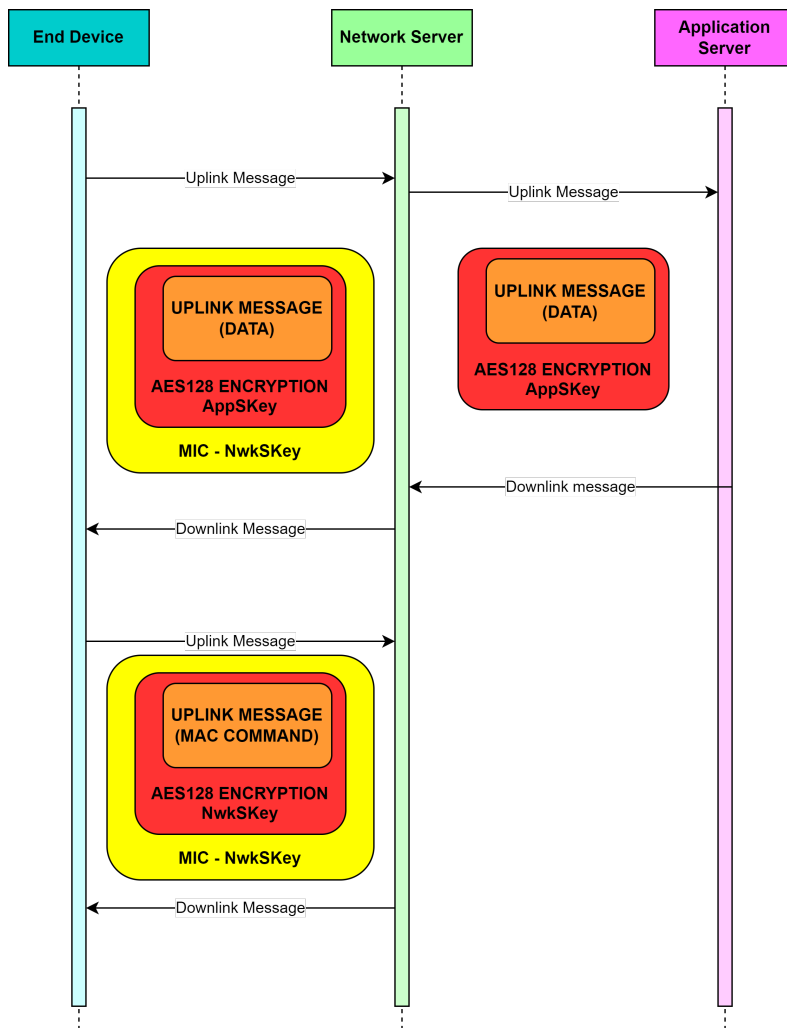 End Device
Network Server
Application
Server
Uplink Message
Uplink Message
UPLINK MESSAGE
(DATA)
AES128 ENCRYPTION
AppSKey
MIC - NwkSKey
UPLINK MESSAGE
(DATA)
AES128 ENCRYPTION
AppSKey
Downlink message
Downlink Message
Uplink Message
UPLINK MESSAGE
(MAC COMMAND)
AES128 ENCRYPTION
NwkSKey
MIC - NwkSKey
Downlink Message